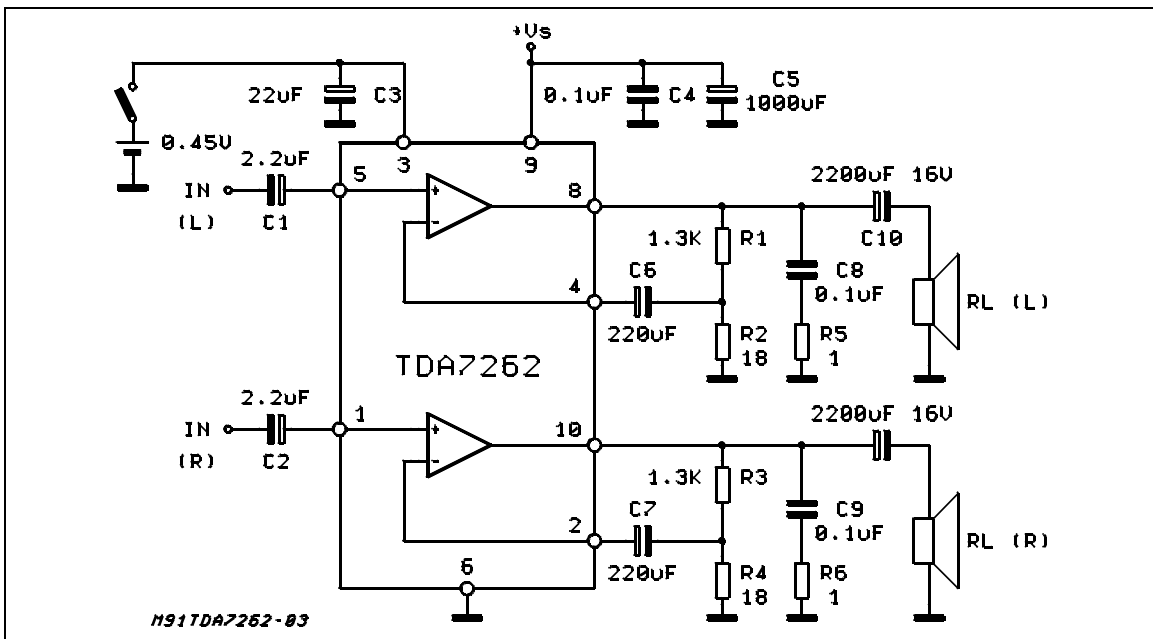 +Vs
22uF
C3
0.1uF
C4
C5
1000uF
0.45V
2.2uF
5
3
9
8
2200uF 16V
IN
(L)
C1
C10
1.3K
R1
C6
C8
0.1uF
4
RL (L)
220uF
R2
18
R5
1
TDA7262
2.2uF
1
10
2200uF 16V
IN
(R)
C2
1.3K
R3
C7
C9
0.1uF
2
RL (R)
220uF
6
R4
18
R6
1
M91TDA7262-03
+
-
+
-